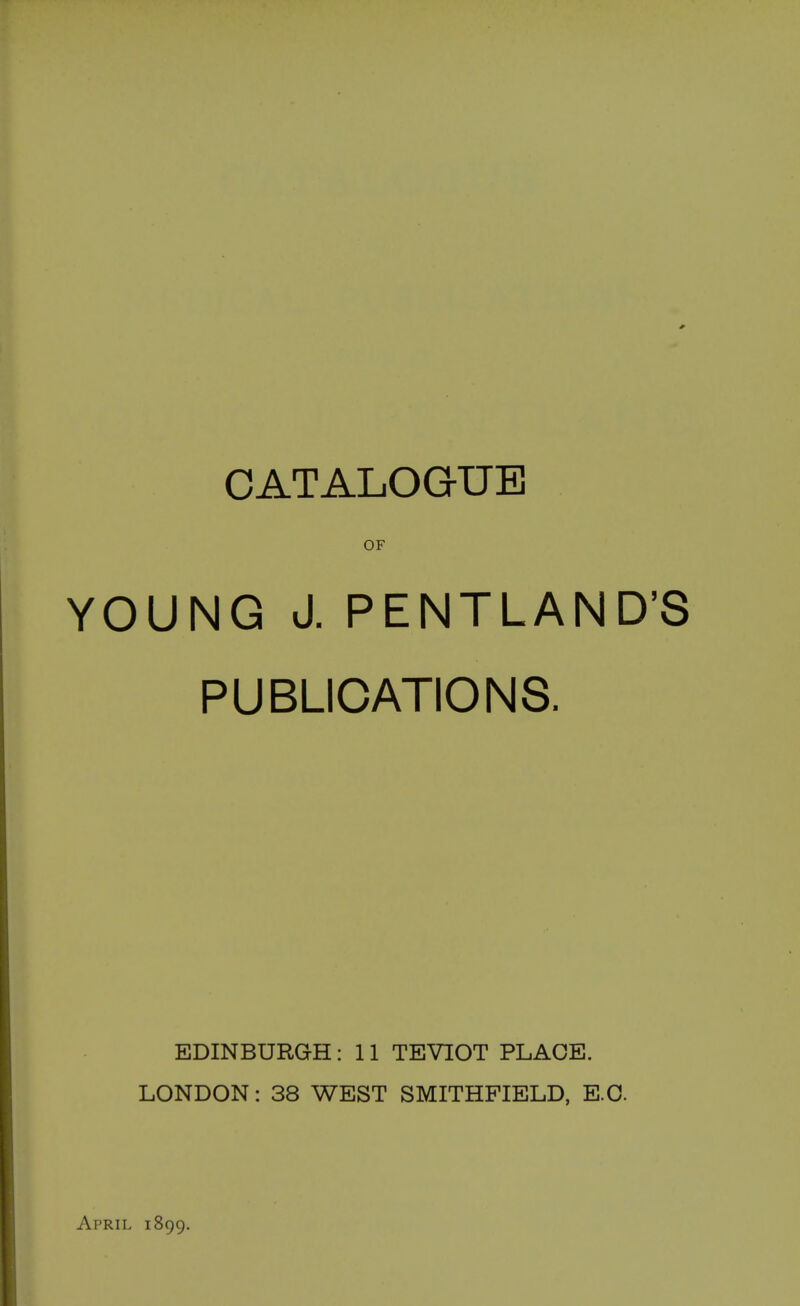 CATALOGUE
OF
YOUNG J. PENTLAND'S
PUBLICATIONS.
EDINBURGH: 11 TEVIOT PLACE.
LONDON: 38 WEST SMITHFIELD, E.C.
APRIL 1899.